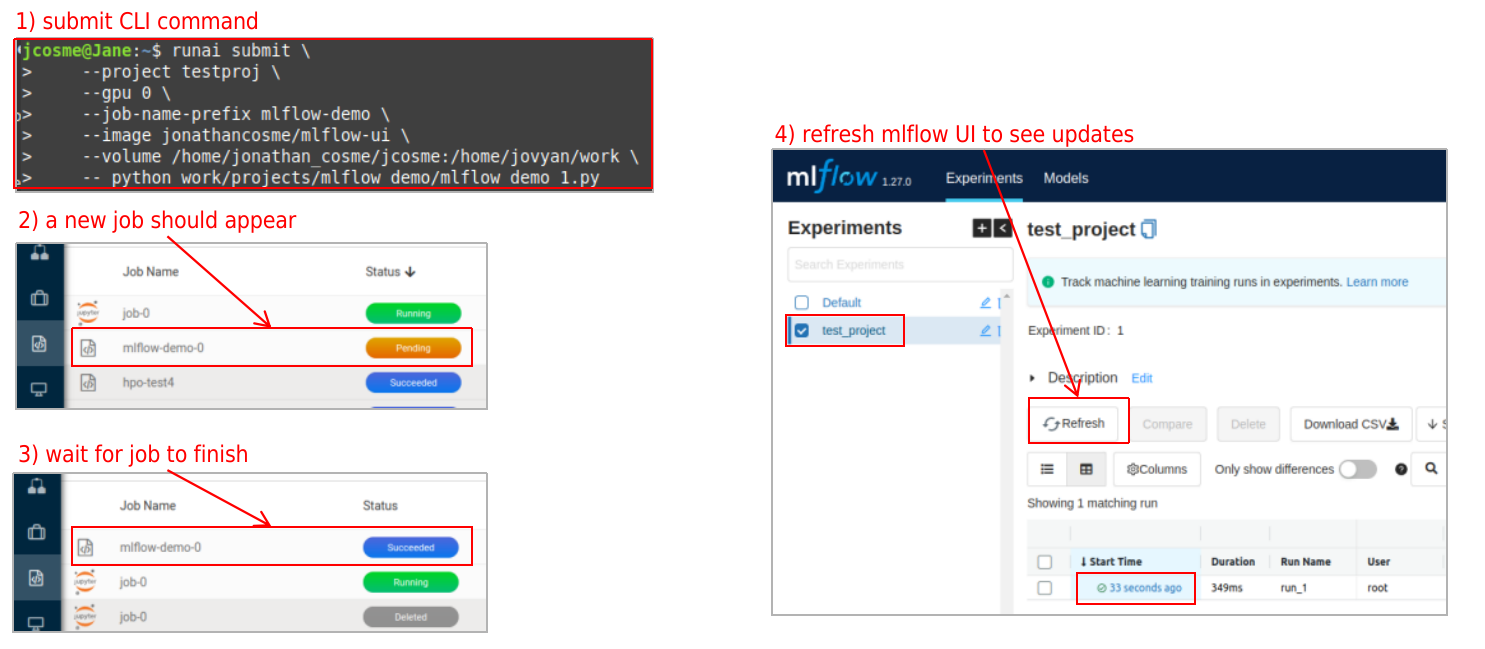 1) submit CLI command
jcosme@Jane:~$ runai submit \
> --project testproj \
> --gpu 0 \
> --job-name-prefix mlflow-demo \
> --image jonathancosme/mlflow-ui \
> --volume /home/jonathan_cosme/jcosme:/home/jovyan/work \
> -- python work/projects/mlflow_demo/mlflow_demo_1.py
2) a new job should appear
Job Name Status
jupyter job-0 Running
mlflow-demo-0 Pending
hpo-test4 Succeeded
3) wait for job to finish
Job Name Status
mlflow-demo-0 Succeeded
jupyter job-0 Running
jupyter job-0 Deleted
4) refresh mlflow UI to see updates
mlflow 1.27.0 Experiments Models
Experiments
Search Experiments
Default
test_project
test_project
Track machine learning training runs in experiments. Learn more
Experiment ID: 1
Description Edit
Refresh Compare Delete Download CSV
Columns Only show differences
Showing 1 matching run
Start Time Duration Run Name User
33 seconds ago 349ms run_1 root